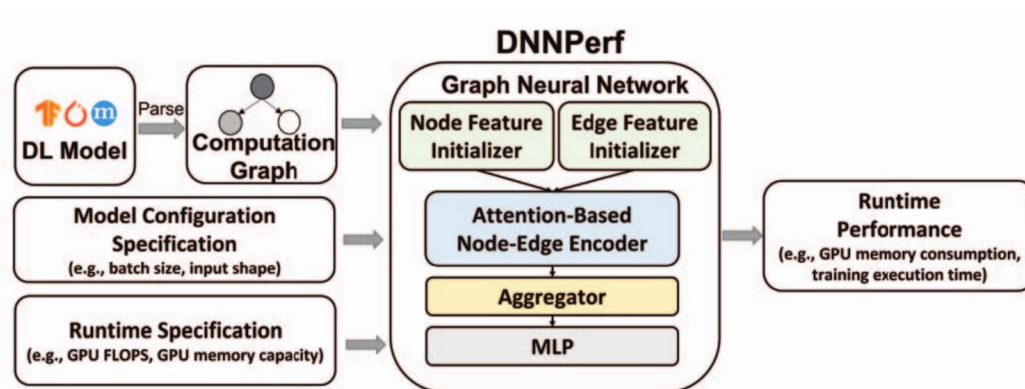 DNNPerf
DL Model
Parse
Computation
Graph
Model Configuration
Specification
(e.g., batch size, input shape)
Runtime Specification
(e.g., GPU FLOPS, GPU memory capacity)
Graph Neural Network
Node Feature
Initializer
Edge Feature
Initializer
Attention-Based
Node-Edge Encoder
Aggregator
MLP
Runtime
Performance
(e.g., GPU memory consumption,
training execution time)